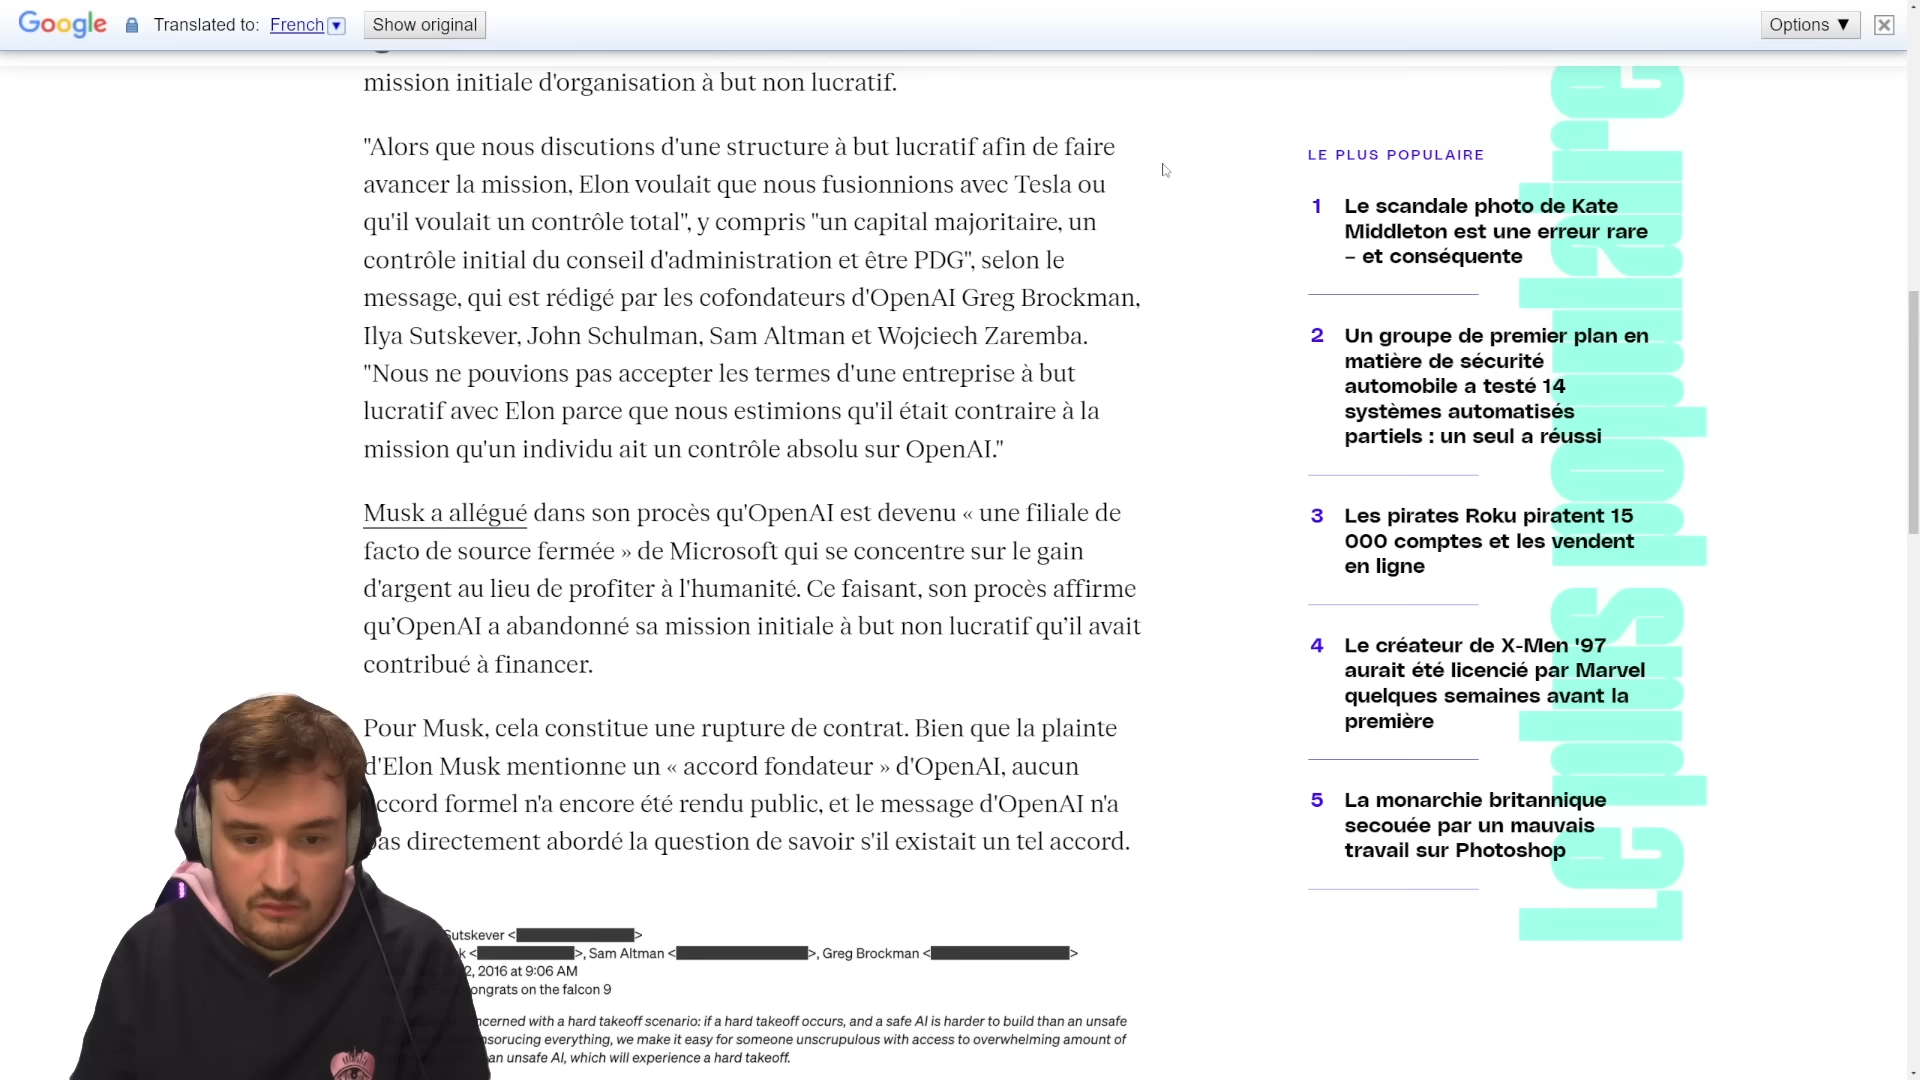 Google Translated to: French ▼ Show original Options ▼
mission initiale d'organisation à but non lucratif.
"Alors que nous discutions d'une structure à but lucratif afin de faire
avancer la mission, Elon voulait que nous fusionnions avec Tesla ou
qu'il voulait un contrôle total", y compris "un capital majoritaire, un
contrôle initial du conseil d'administration et être PDG", selon le
message, qui est rédigé par les cofondateurs d'OpenAI Greg Brockman,
Ilya Sutskever, John Schulman, Sam Altman et Wojciech Zaremba.
"Nous ne pouvions pas accepter les termes d'une entreprise à but
lucratif avec Elon parce que nous estimions qu'il était contraire à la
mission qu'un individu ait un contrôle absolu sur OpenAI."
Musk a allégué dans son procès qu'OpenAI est devenu « une filiale de
facto de source fermée » de Microsoft qui se concentre sur le gain
d'argent au lieu de profiter à l'humanité. Ce faisant, son procès affirme
qu’OpenAI a abandonné sa mission initiale à but non lucratif qu’il avait
contribué à financer.
Pour Musk, cela constitue une rupture de contrat. Bien que la plainte
d'Elon Musk mentionne un « accord fondateur » d'OpenAI, aucun
accord formel n'a encore été rendu public, et le message d'OpenAI n'a
pas directement abordé la question de savoir s'il existait un tel accord.
Sutskever < >
k < >, Sam Altman < >, Greg Brockman < >
2, 2016 at 9:06 AM
ongrats on the falcon 9
ncerned with a hard takeoff scenario: if a hard takeoff occurs, and a safe AI is harder to build than an unsafe
nsorucing everything, we make it easy for someone unscrupulous with access to overwhelming amount of
an unsafe AI, which will experience a hard takeoff.
LE PLUS POPULAIRE
1 Le scandale photo de Kate
Middleton est une erreur rare
– et conséquente
2 Un groupe de premier plan en
matière de sécurité
automobile a testé 14
systèmes automatisés
partiels : un seul a réussi
3 Les pirates Roku piratent 15
000 comptes et les vendent
en ligne
4 Le créateur de X-Men '97
aurait été licencié par Marvel
quelques semaines avant la
première
5 La monarchie britannique
secouée par un mauvais
travail sur Photoshop
Le plus populaire